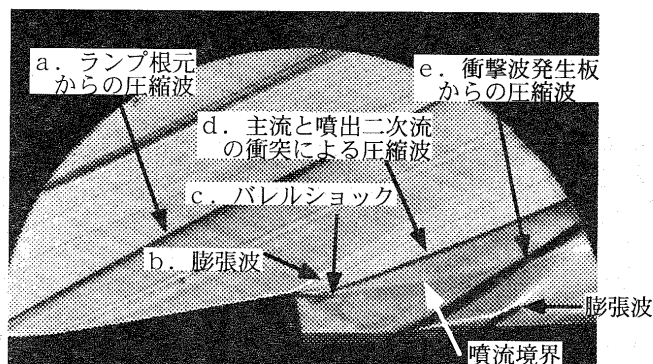 a．ランプ根元
からの圧縮波
e．衝撃波発生板
からの圧縮波
d．主流と噴出二次流
の衝突による圧縮波
c．バレルショック
b．膨張波
膨張波
噴流境界